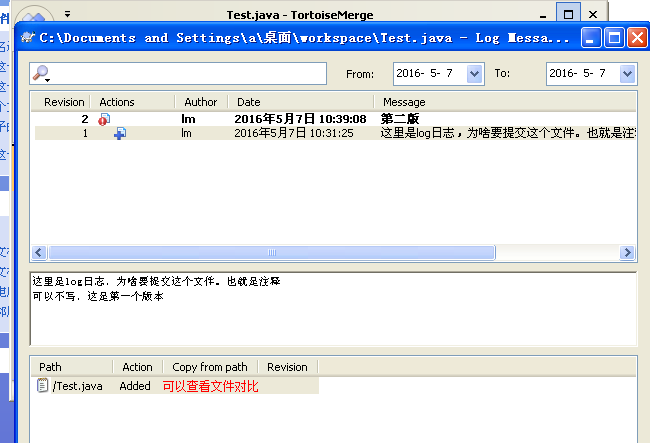 Test.java - TortoiseMerge
C:\Documents and Settings\a\桌面\workspace\Test.java - Log Messa...
From: 2016- 5- 7 To: 2016- 5- 7
Revision Actions Author Date Message
2 lm 2016年5月7日 10:39:08 第二版
1 lm 2016年5月7日 10:31:25 这里是log日志，为啥要提交这个文件。也就是注释
这里是log日志，为啥要提交这个文件。也就是注释
可以不写，这是第一个版本
Path Action Copy from path Revision
/Test.java Added 可以查看文件对比